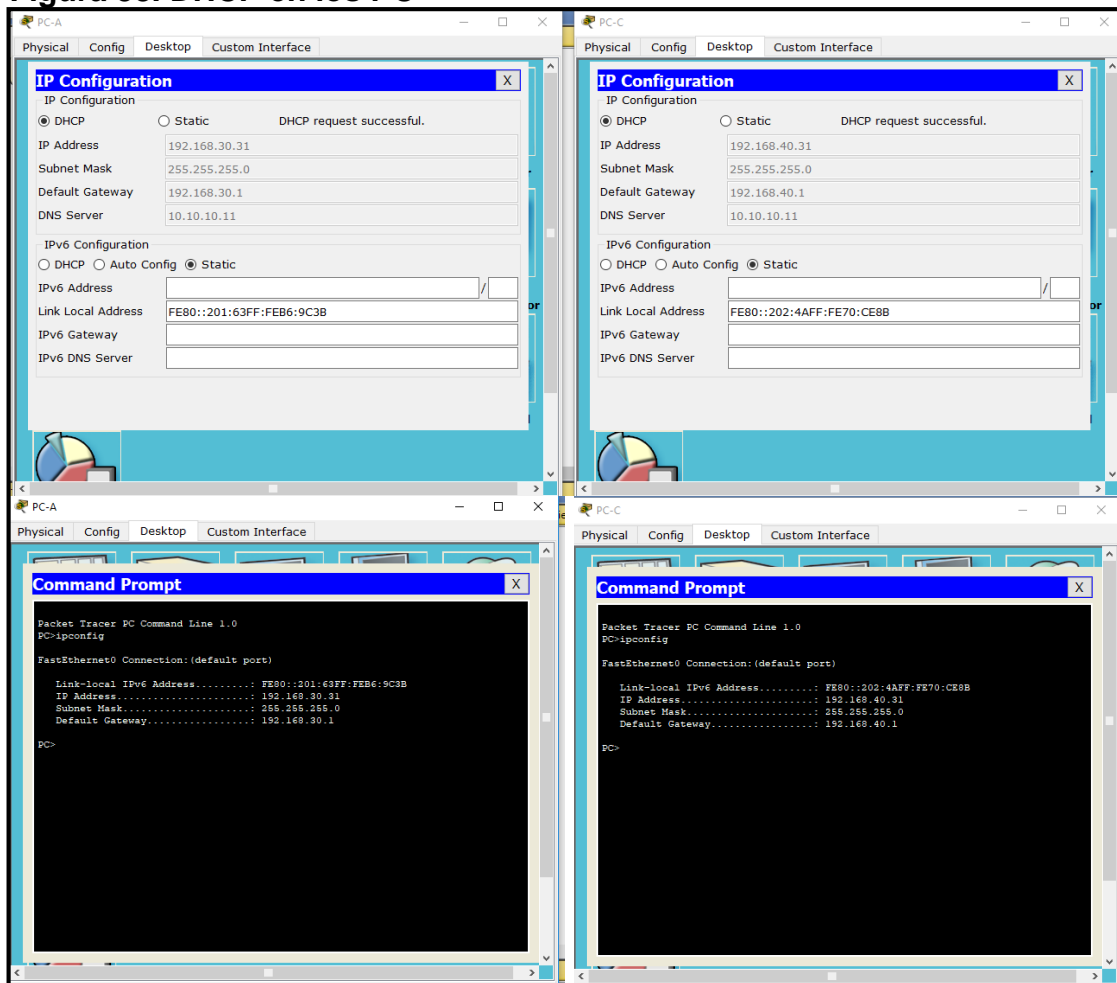 PC-A
Physical Config Desktop Custom Interface
IP Configuration X
IP Configuration
DHCP Static DHCP request successful.
IP Address 192.168.30.31
Subnet Mask 255.255.255.0
Default Gateway 192.168.30.1
DNS Server 10.10.10.11
IPv6 Configuration
DHCP Auto Config Static
IPv6 Address /
Link Local Address FE80::201:63FF:FEB6:9C3B
IPv6 Gateway
IPv6 DNS Server
PC-C
Physical Config Desktop Custom Interface
IP Configuration X
IP Configuration
DHCP Static DHCP request successful.
IP Address 192.168.40.31
Subnet Mask 255.255.255.0
Default Gateway 192.168.40.1
DNS Server 10.10.10.11
IPv6 Configuration
DHCP Auto Config Static
IPv6 Address /
Link Local Address FE80::202:4AFF:FE70:CE8B
IPv6 Gateway
IPv6 DNS Server
PC-A
Physical Config Desktop Custom Interface
Command Prompt X
Packet Tracer PC Command Line 1.0
PC>ipconfig
FastEthernet0 Connection:(default port)
Link-local IPv6 Address.........: FE80::201:63FF:FEB6:9C3B
IP Address......................: 192.168.30.31
Subnet Mask.....................: 255.255.255.0
Default Gateway.................: 192.168.30.1
PC>
PC-C
Physical Config Desktop Custom Interface
Command Prompt X
Packet Tracer PC Command Line 1.0
PC>ipconfig
FastEthernet0 Connection:(default port)
Link-local IPv6 Address.........: FE80::202:4AFF:FE70:CE8B
IP Address......................: 192.168.40.31
Subnet Mask.....................: 255.255.255.0
Default Gateway.................: 192.168.40.1
PC>